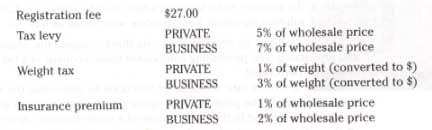 Registration fee $27.00
Tax levy PRIVATE 5% of wholesale price
BUSINESS 7% of wholesale price
Weight tax PRIVATE 1% of weight (converted to $)
BUSINESS 3% of weight (converted to $)
Insurance premium PRIVATE 1% of wholesale price
BUSINESS 2% of wholesale price